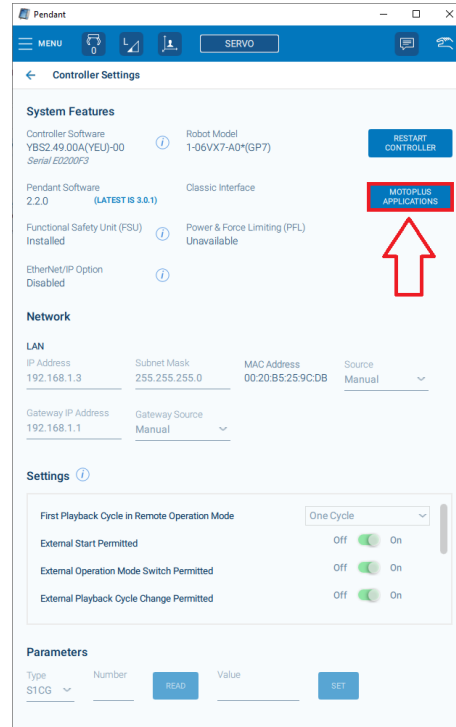 Pendant
MENU
0
L
SERVO
Controller Settings
System Features
Controller Software
YBS2.49.00A(YEU)-00
Serial E0200F3
Robot Model
1-06VX7-A0*(GP7)
RESTART
CONTROLLER
Pendant Software
2.2.0 (LATEST IS 3.0.1)
Classic Interface
MOTOPLUS
APPLICATIONS
Functional Safety Unit (FSU)
Installed
Power & Force Limiting (PFL)
Unavailable
EtherNet/IP Option
Disabled
Network
LAN
IP Address
192.168.1.3
Subnet Mask
255.255.255.0
MAC Address
00:20:B5:25:9C:DB
Source
Manual
Gateway IP Address
192.168.1.1
Gateway Source
Manual
Settings
First Playback Cycle in Remote Operation Mode One Cycle
External Start Permitted Off On
External Operation Mode Switch Permitted Off On
External Playback Cycle Change Permitted Off On
Parameters
Type
S1CG
Number
READ
Value
SET